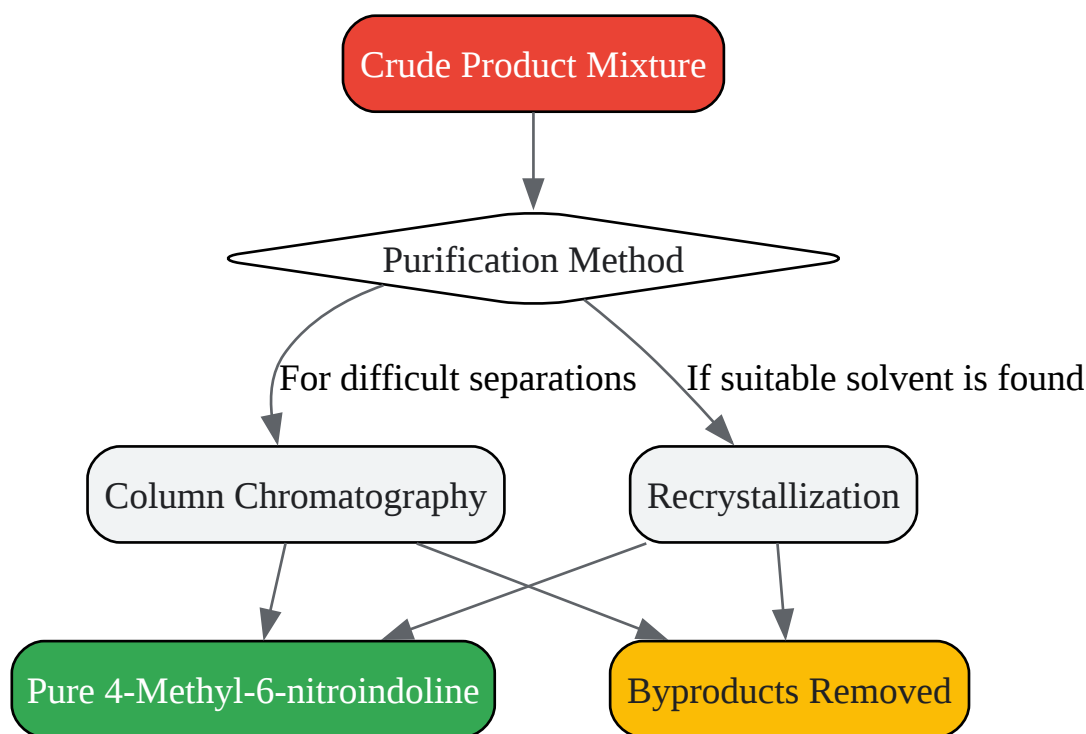 Crude Product Mixture
Purification Method
For difficult separations
If suitable solvent is found
Column Chromatography
Recrystallization
Pure 4-Methyl-6-nitroindoline
Byproducts Removed